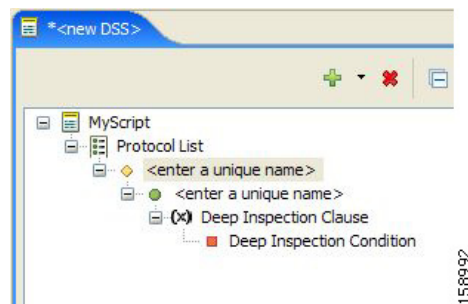 *<new DSS>
MyScript
Protocol List
<enter a unique name>
<enter a unique name>
(x) Deep Inspection Clause
Deep Inspection Condition
158992